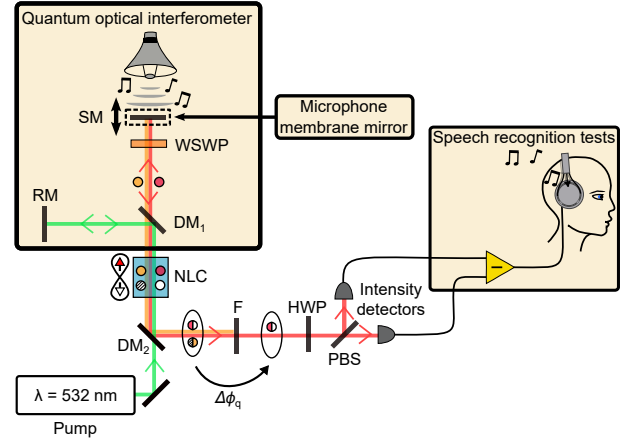 Quantum optical interferometer
SM
Microphone
membrane mirror
WSWP
Speech recognition tests
RM
DM₁
NLC
−
Intensity
detectors
F
HWP
DM₂
PBS
Δϕq
λ = 532 nm
Pump